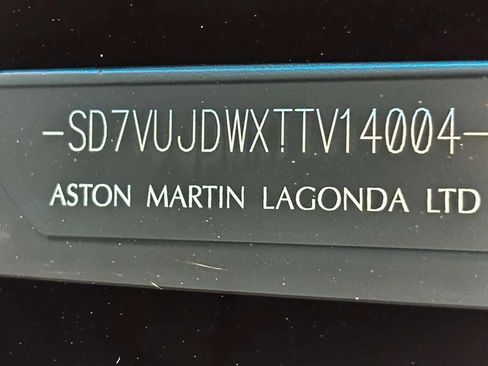 -SD7VUJDWXTTV14004-
ASTON MARTIN LAGONDA LTD